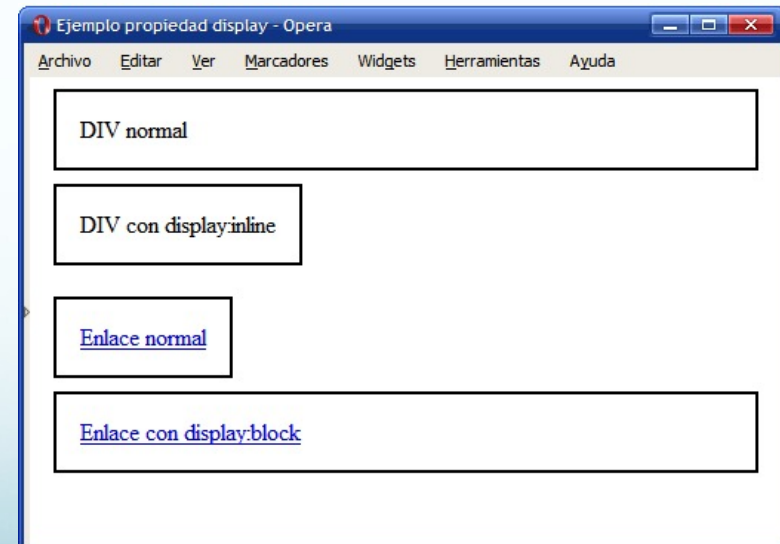 Ejemplo propiedad display - Opera
Archivo Editar Ver Marcadores Widgets Herramientas Ayuda
DIV normal
DIV con display:inline
Enlace normal
Enlace con display:block